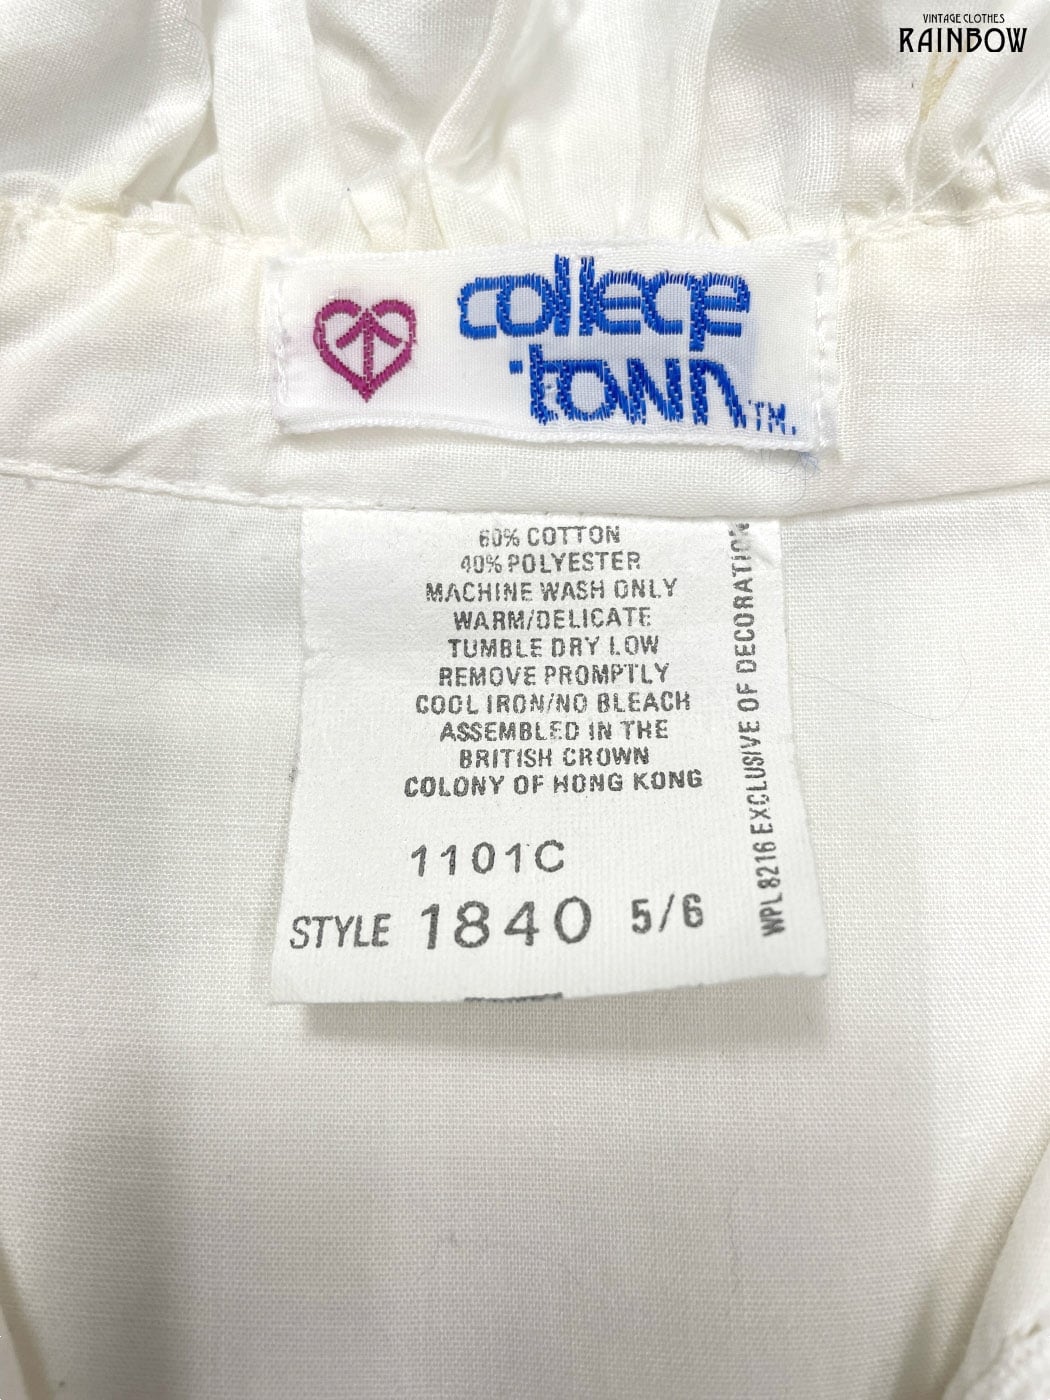 VINTAGE CLOTHES
RAINBOW
college
town TM.
60% COTTON
40% POLYESTER
MACHINE WASH ONLY
WARM/DELICATE
TUMBLE DRY LOW
REMOVE PROMPTLY
COOL IRON/NO BLEACH
ASSEMBLED IN THE
BRITISH CROWN
COLONY OF HONG KONG
1101C
STYLE 1840 5/6
WPL 8216 EXCLUSIVE OF DECORATION